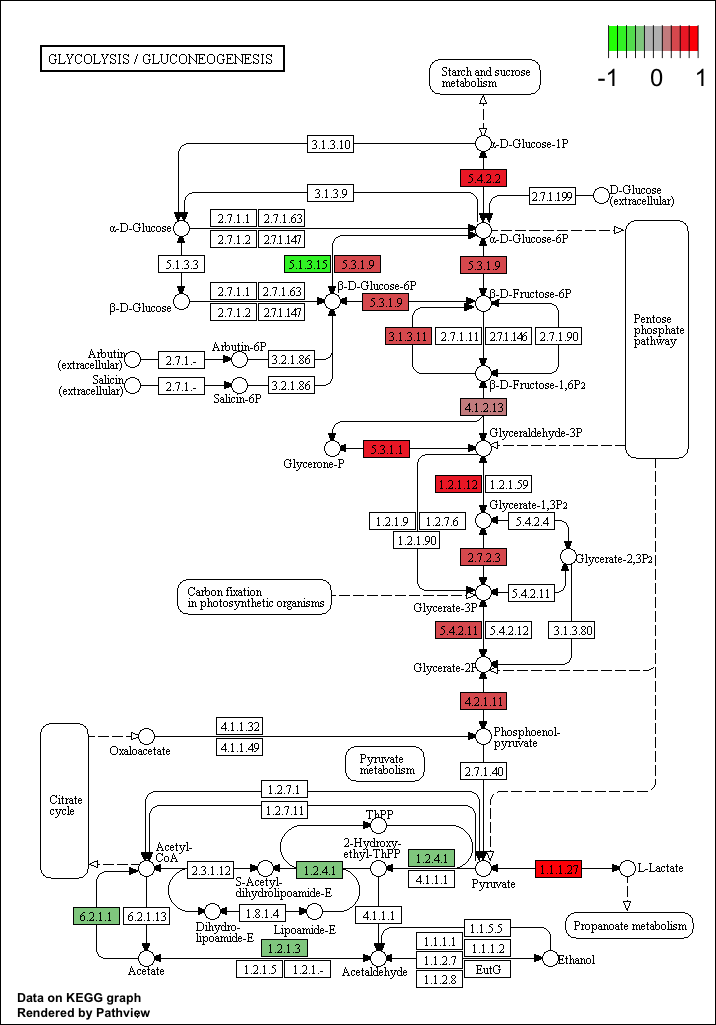 GLYCOLYSIS / GLUCONEOGENESIS
-1 0 1
Starch and sucrose
metabolism
3.1.3.10
α-D-Glucose-1P
5.4.2.2
3.1.3.9
2.7.1.199
D-Glucose
(extracellular)
α-D-Glucose
2.7.1.1
2.7.1.63
2.7.1.2
2.7.1.147
α-D-Glucose-6P
5.1.3.3
5.1.3.15
5.3.1.9
5.3.1.9
β-D-Glucose-6P
β-D-Fructose-6P
β-D-Glucose
2.7.1.1
2.7.1.63
2.7.1.2
2.7.1.147
5.3.1.9
Pentose
phosphate
pathway
3.1.3.11
2.7.1.11
2.7.1.146
2.7.1.90
Arbutin
(extracellular)
2.7.1.-
Arbutin-6P
3.2.1.86
Salicin
(extracellular)
2.7.1.-
Salicin-6P
3.2.1.86
β-D-Fructose-1,6P2
4.1.2.13
Glyceraldehyde-3P
5.3.1.1
Glycerone-P
1.2.1.12
1.2.1.59
Glycerate-1,3P2
1.2.1.9
1.2.7.6
1.2.1.90
5.4.2.4
2.7.2.3
Glycerate-2,3P2
Carbon fixation
in photosynthetic organisms
Glycerate-3P
5.4.2.11
5.4.2.11
5.4.2.12
3.1.3.80
Glycerate-2P
4.2.1.11
Oxaloacetate
4.1.1.32
4.1.1.49
Phosphoenol-
pyruvate
Pyruvate
metabolism
2.7.1.40
Citrate
cycle
1.2.7.1
1.2.7.11
ThPP
Acetyl-
CoA
2-Hydroxy-
ethyl-ThPP
2.3.1.12
S-Acetyl-
dihydrolipoamide-E
1.2.4.1
1.2.4.1
4.1.1.1
Pyruvate
1.1.1.27
L-Lactate
6.2.1.1
6.2.1.13
Dihydro-
lipoamide-E
1.8.1.4
Lipoamide-E
4.1.1.1
Propanoate metabolism
1.2.1.3
1.2.1.5
1.2.1.-
Acetate
Acetaldehyde
1.1.5.5
1.1.1.1
1.1.1.2
1.1.2.7
EutG
1.1.2.8
Ethanol
Data on KEGG graph
Rendered by Pathview